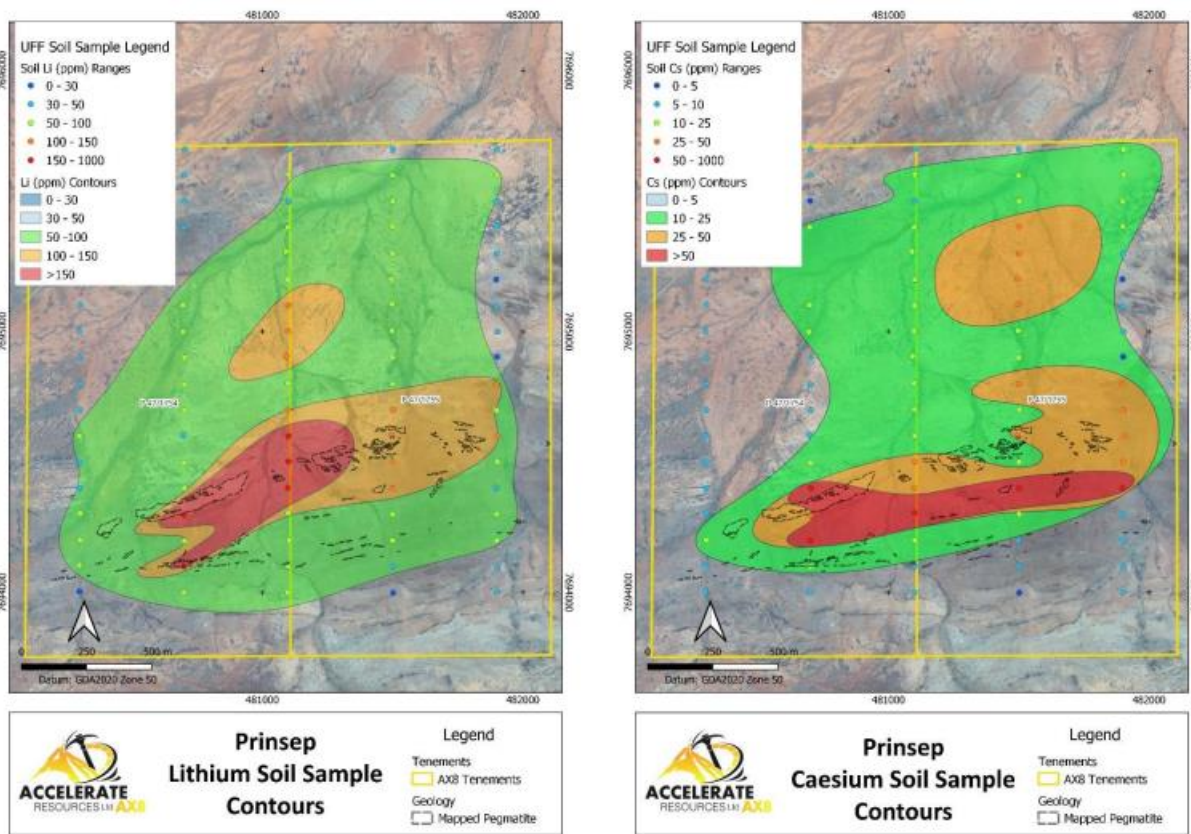 481000
482000
7696000
7695000
7694000
UFF Soil Sample Legend
Soil Li (ppm) Ranges
0 - 30
30 - 50
50 - 100
100 - 150
150 - 1000
Li (ppm) Contours
0 - 30
30 - 50
50 -100
100 - 150
>150
7696000
7695000
7694000
0
250
500 m
Datum: GDA2020 Zone 50
481000
482000
ACCELERATE
RESOURCES Ltd AX8
Prinsep
Lithium Soil Sample
Contours
Legend
Tenements
AX8 Tenements
Geology
Mapped Pegmatite
481000
482000
7696000
7695000
7694000
UFF Soil Sample Legend
Soil Cs (ppm) Ranges
0 - 5
5 - 10
10 - 25
25 - 50
50 - 1000
Cs (ppm) Contours
0 - 5
10 - 25
25 - 50
>50
7696000
7695000
7694000
0
250
500 m
Datum: GDA2020 Zone 50
481000
482000
ACCELERATE
RESOURCES Ltd AX8
Prinsep
Caesium Soil Sample
Contours
Legend
Tenements
AX8 Tenements
Geology
Mapped Pegmatite